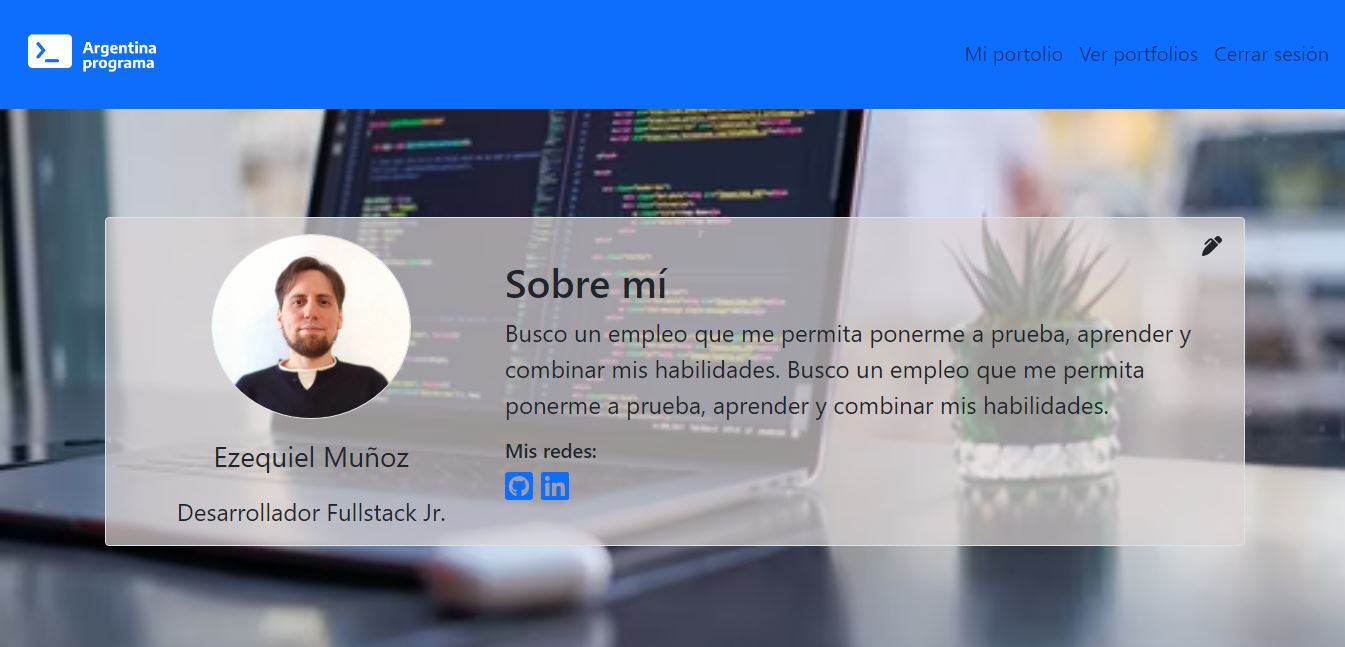 Argentina
programa
Mi portolio Ver portfolios Cerrar sesión
Sobre mí
Busco un empleo que me permita ponerme a prueba, aprender y
combinar mis habilidades. Busco un empleo que me permita
ponerme a prueba, aprender y combinar mis habilidades.
Mis redes:
in
Ezequiel Muñoz
Desarrollador Fullstack Jr.